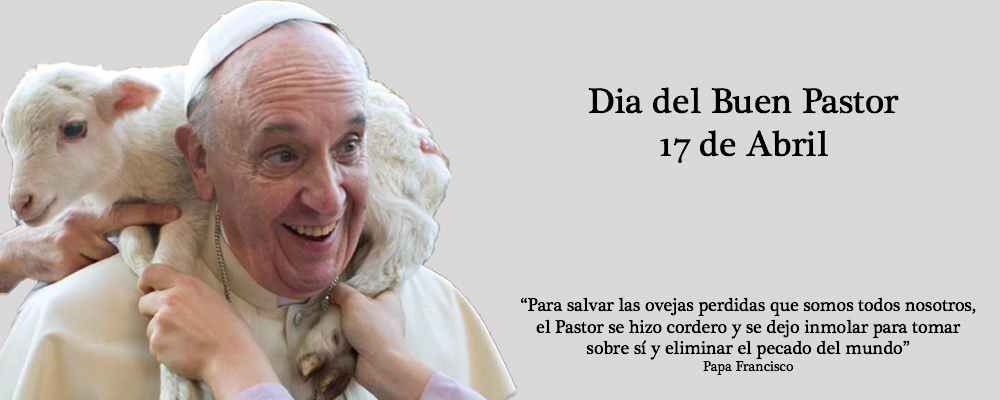 Dia del Buen Pastor
17 de Abril
“Para salvar las ovejas perdidas que somos todos nosotros,
el Pastor se hizo cordero y se dejo inmolar para tomar
sobre sí y eliminar el pecado del mundo”
Papa Francisco